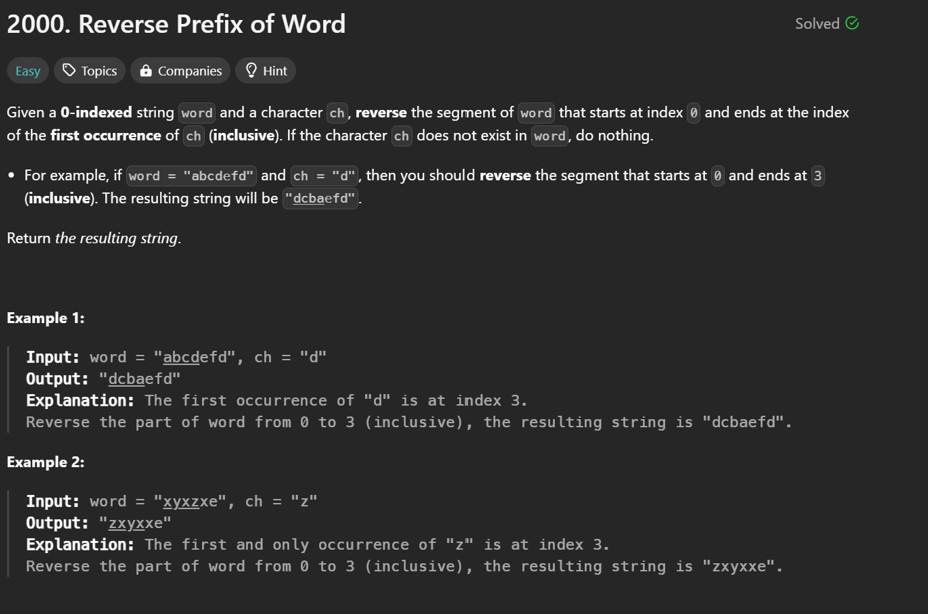 2000. Reverse Prefix of Word
Solved
Easy Topics Companies Hint
Given a 0-indexed string word and a character ch, reverse the segment of word that starts at index 0 and ends at the index
of the first occurrence of ch (inclusive). If the character ch does not exist in word, do nothing.
• For example, if word = "abcdefd" and ch = "d", then you should reverse the segment that starts at 0 and ends at 3
(inclusive). The resulting string will be "dcbaefd".
Return the resulting string.
Example 1:
Input: word = "abcdefd", ch = "d"
Output: "dcbaefd"
Explanation: The first occurrence of "d" is at index 3.
Reverse the part of word from 0 to 3 (inclusive), the resulting string is "dcbaefd".
Example 2:
Input: word = "xyxzxe", ch = "z"
Output: "zxyxxe"
Explanation: The first and only occurrence of "z" is at index 3.
Reverse the part of word from 0 to 3 (inclusive), the resulting string is "zxyxxe".